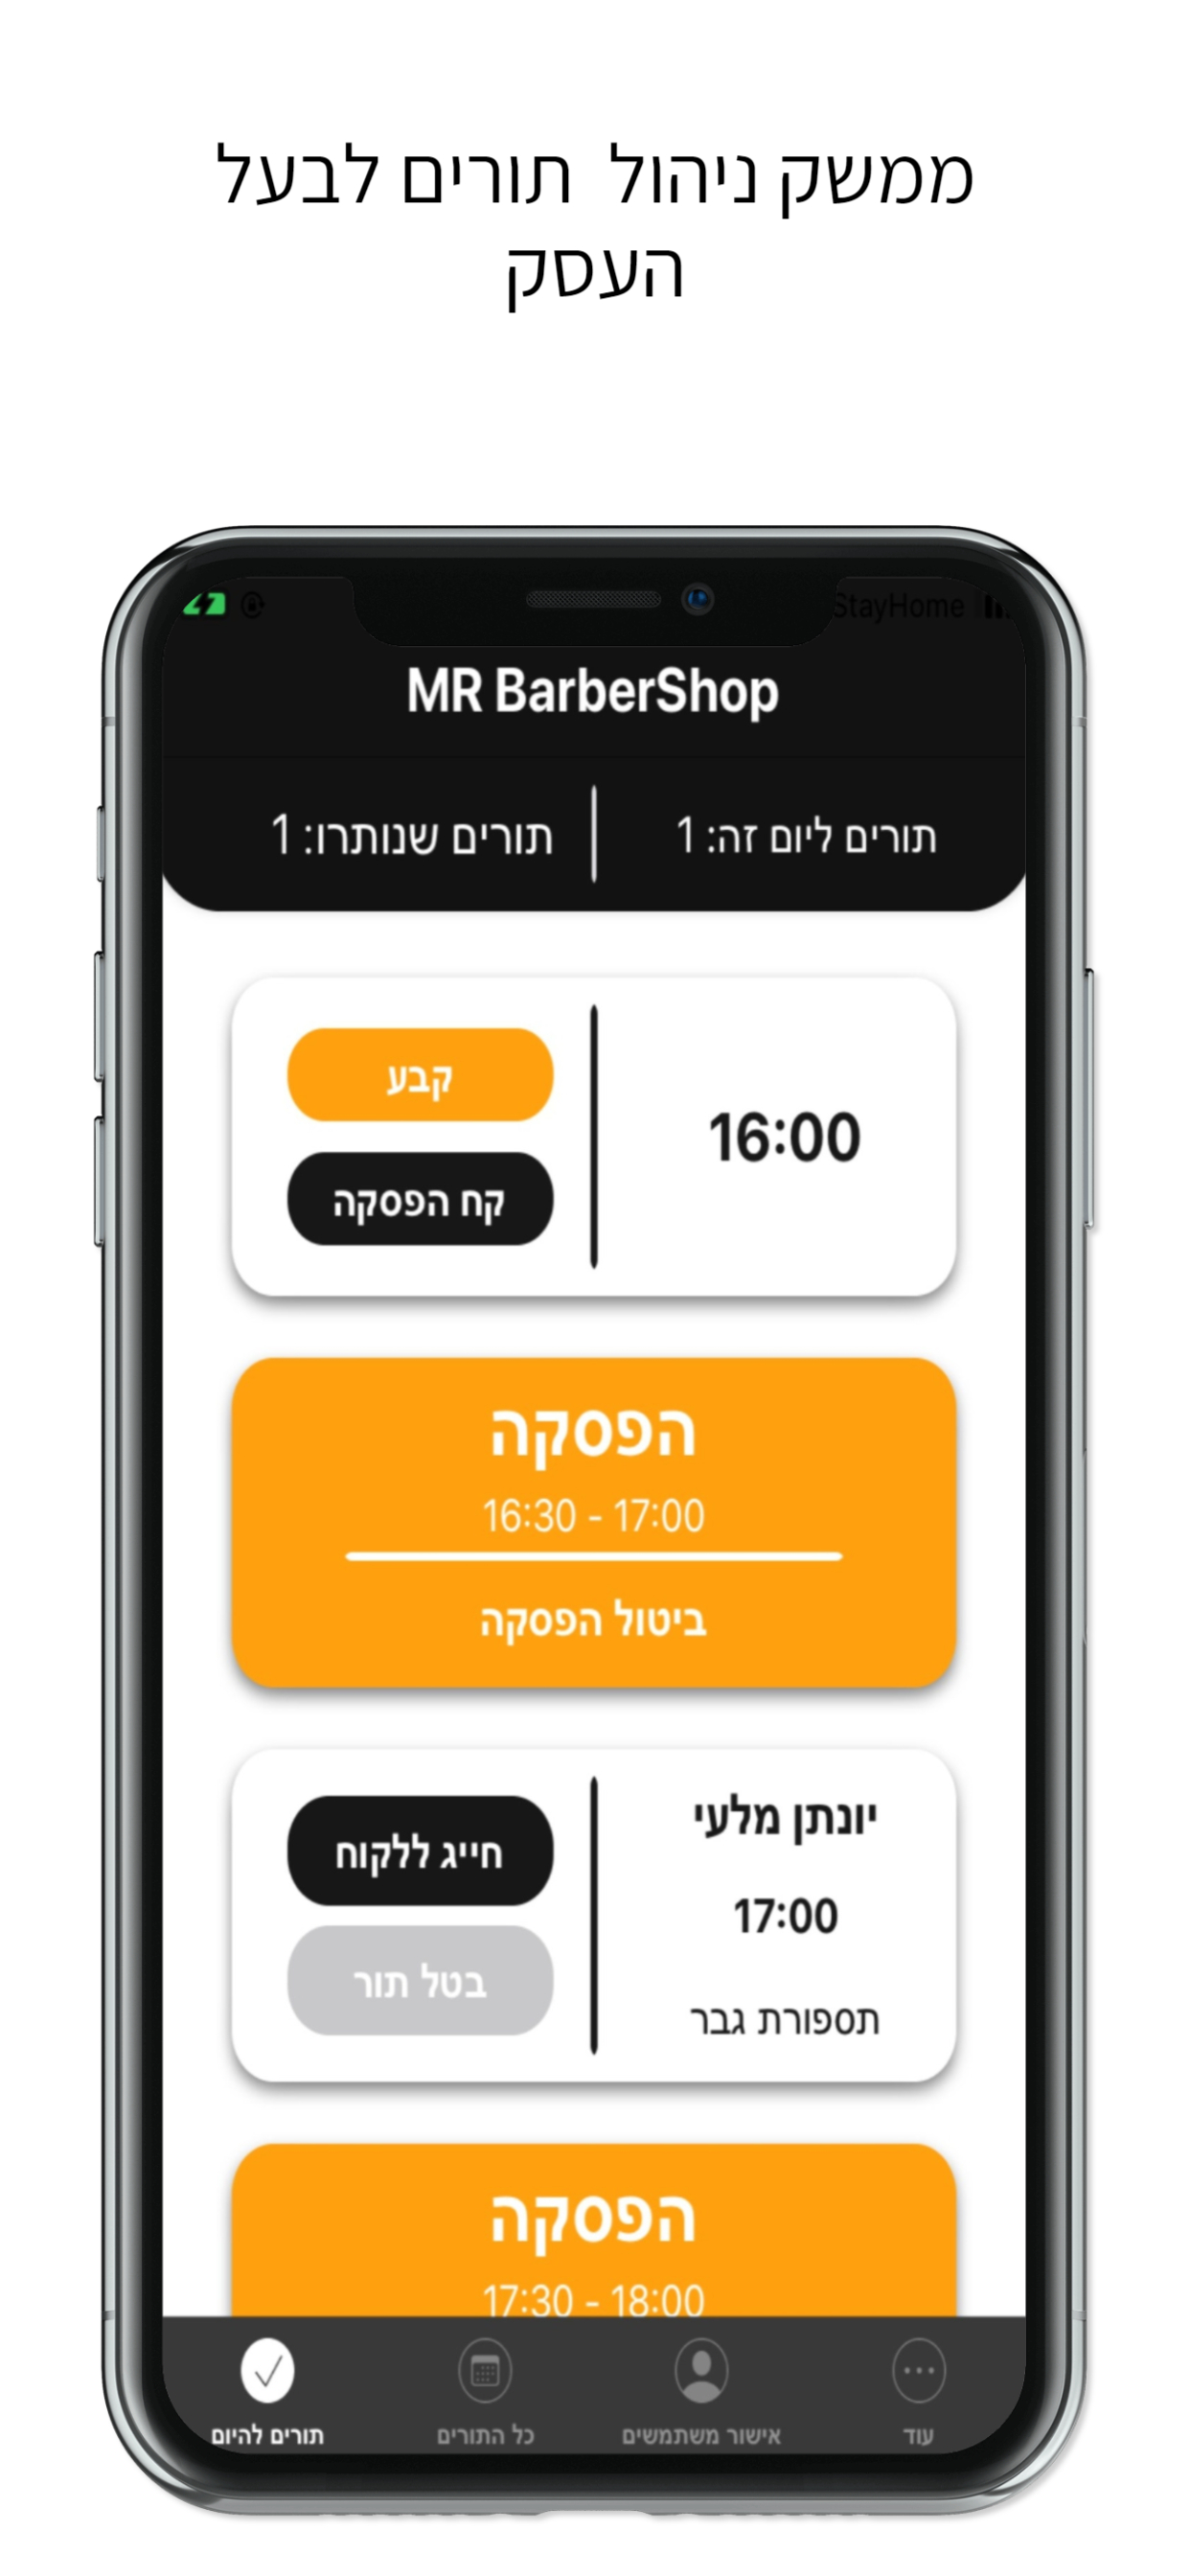 ממשק ניהול תורים לבעל
העסק
StayHome
MR BarberShop
תורים ליום זה: 1
תורים שנותרו: 1
16:00
קבע
קח הפסקה
הפסקה
16:30 - 17:00
ביטול הפסקה
יונתן מלעי
17:00
תספורת גבר
חייג ללקוח
בטל תור
הפסקה
17:30 - 18:00
עוד
אישור משתמשים
כל התורים
תורים להיום